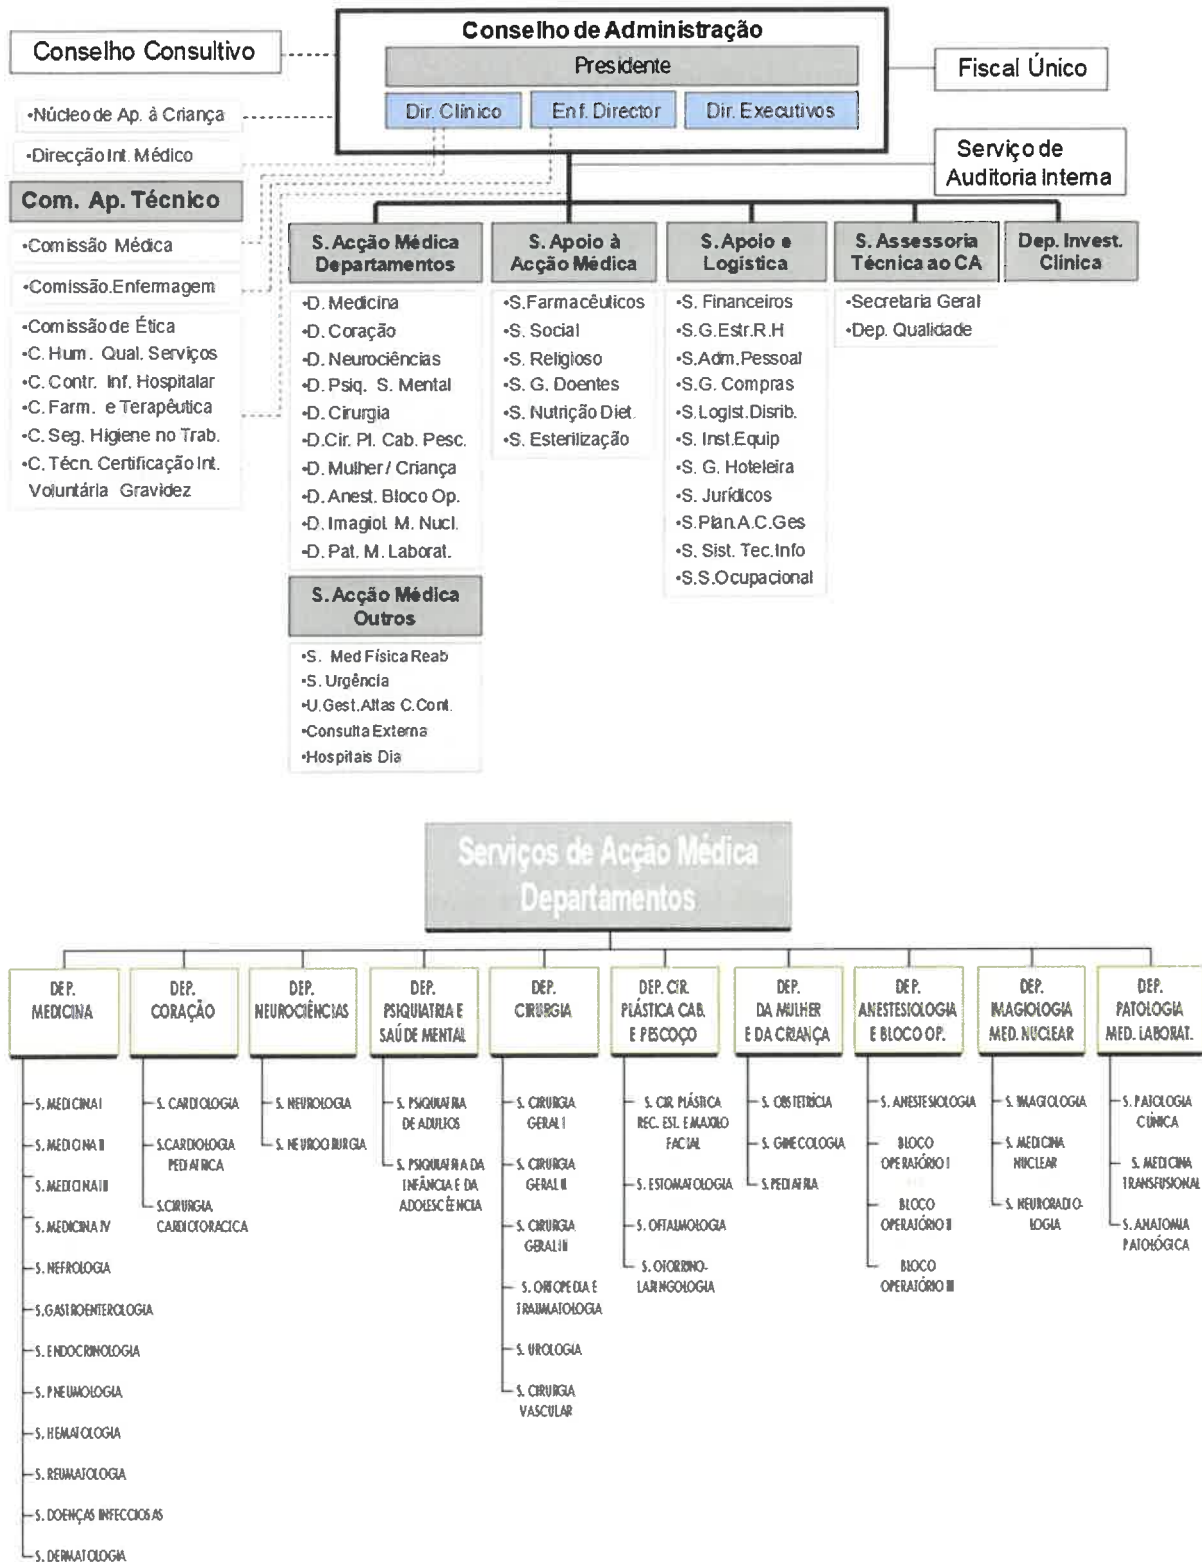 Conselho de Administração
Conselho Consultivo
Presidente
Fiscal Único
Dir. Clínico
Enf. Director
Dir. Executivos
•Núcleo de Ap. à Criança
•Direcção Int. Médico
Serviço de
Auditoria Interna
Com. Ap. Técnico
•Comissão Médica
•Comissão.Enfermagem
•Comissão de Ética
•C. Hum. Qual. Serviços
•C. Contr. Inf. Hospitalar
•C. Farm. e Terapêutica
•C. Seg. Higiene no Trab.
•C. Técn. Certificação Int.
Voluntária Gravidez
S. Acção Médica
Departamentos
•D. Medicina
•D. Coração
•D. Neurociências
•D. Psiq. S. Mental
•D. Cirurgia
•D.Cir. Pl. Cab. Pesc.
•D. Mulher / Criança
•D. Anest. Bloco Op.
•D. Imagiol. M. Nucl.
•D. Pat. M. Laborat.
S. Acção Médica
Outros
•S. Med Física Reab
•S. Urgência
•U.Gest.Altas C.Cont.
•Consulta Externa
•Hospitais Dia
S. Apoio à
Acção Médica
•S.Farmacêuticos
•S. Social
•S. Religioso
•S. G. Doentes
•S. Nutrição Diet.
•S. Esterilização
S. Apoio e
Logística
•S. Financeiros
•S.G.Estr.R.H
•S.Adm.Pessoal
•S.G. Compras
•S.Logist.Disrib.
•S. Inst.Equip
•S. G. Hoteleira
•S. Jurídicos
•S.Plan.A.C.Ges
•S. Sist. Tec.Info
•S.S.Ocupacional
S. Assessoria
Técnica ao CA
•Secretaria Geral
•Dep. Qualidade
Dep. Invest.
Clínica
Serviços de Acção Médica
Departamentos
DEP.
MEDICINA
S. MEDICINA I
S. MEDICINA II
S. MEDICINA III
S. MEDICINA IV
S. NEFROLOGIA
S.GASTROENTEROLOGIA
S. ENDOCRINOLOGIA
S. PNEUMOLOGIA
S. HEMATOLOGIA
S. REUMATOLOGIA
S. DOENÇAS INFECCIOSAS
S. DERMATOLOGIA
DEP.
CORAÇÃO
S. CARDIOLOGIA
S.CARDIOLOGIA
PEDIATRICA
S.CIRURGIA
CARDIOTORACICA
DEP.
NEUROCIÊNCIAS
S. NEUROLOGIA
S. NEUROCIRURGIA
DEP.
PSIQUIATRIA E
SAÚDE MENTAL
S. PSIQUIATRIA
DE ADULTOS
S. PSIQUIATRIA DA
INFÂNCIA E DA
ADOLESCÊNCIA
DEP.
CIRURGIA
S. CIRURGIA
GERAL I
S. CIRURGIA
GERAL II
S. CIRURGIA
GERAL III
S. ORTOPEDIA E
TRAUMATOLOGIA
S. UROLOGIA
S. CIRURGIA
VASCULAR
DEP. CIR.
PLÁSTICA CAB.
E PESCOÇO
S. CIR. PLÁSTICA
REC. EST. E MAXILO
FACIAL
S. ESTOMATOLOGIA
S. OFTALMOLOGIA
S. OTORRINO-
LARINGOLOGIA
DEP.
DA MULHER
E DA CRIANÇA
S. OBSTETRÍCIA
S. GINECOLOGIA
S.PEDIATRIA
DEP.
ANESTESIOLOGIA
E BLOCO OP.
S. ANESTESIOLOGIA
BLOCO
OPERATÓRIO I
BLOCO
OPERATÓRIO II
BLOCO
OPERATÓRIO III
DEP.
IMAGIOLOGIA
MED. NUCLEAR
S. IMAGIOLOGIA
S. MEDICINA
NUCLEAR
S. NEURORADIO-
LOGIA
DEP.
PATOLOGIA
MED. LABORAT.
S. PATOLOGIA
CLÍNICA
S. MEDICINA
TRANSFUSIONAL
S. ANATOMIA
PATOLÓGICA